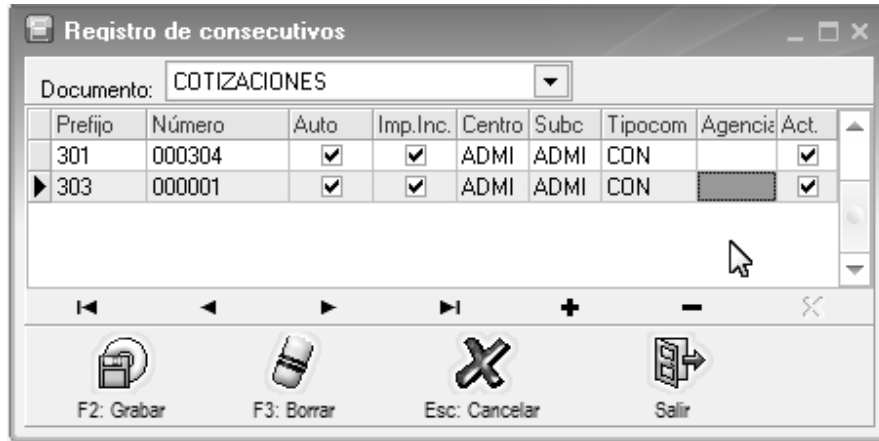 Registro de consecutivos
Documento: COTIZACIONES
Prefijo Número Auto Imp.Inc. Centro Subc Tipocom Agencia Act.
301 000304 ADMI ADMI CON
303 000001 ADMI ADMI CON
F2: Grabar F3: Borrar Esc: Cancelar Salir